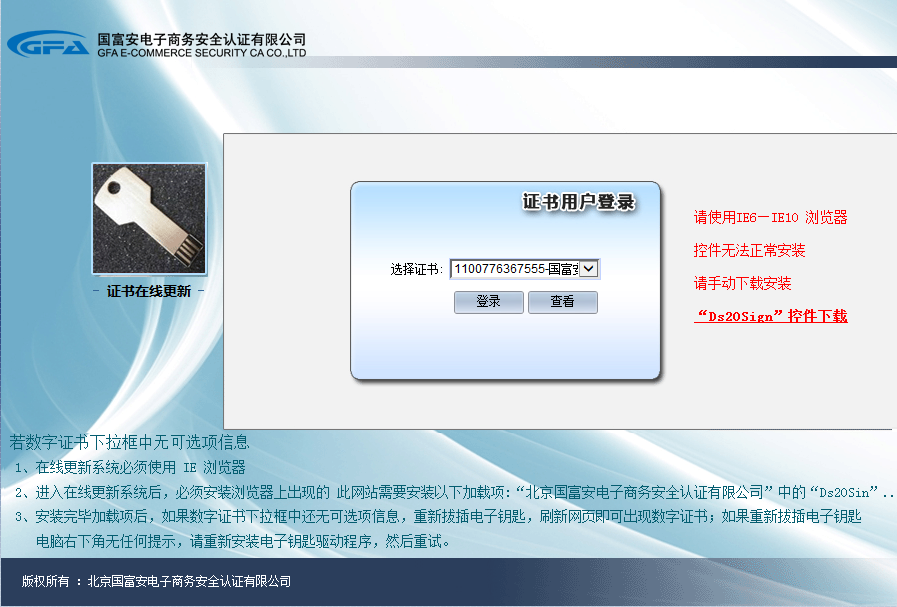 国富安电子商务安全认证有限公司
GFA E-COMMERCE SECURITY CA CO.,LTD
证书用户登录
选择证书: 1100776367555-国富安
登录 查看
- 证书在线更新 -
请使用IE6—IE10 浏览器
控件无法正常安装
请手动下载安装
“Ds20Sign”控件下载
若数字证书下拉框中无可选项信息
1、在线更新系统必须使用 IE 浏览器
2、进入在线更新系统后，必须安装浏览器上出现的 此网站需要安装以下加载项:“北京国富安电子商务安全认证有限公司”中的“Ds20Sin”..
3、安装完毕加载项后，如果数字证书下拉框中还无可选项信息，重新拔插电子钥匙，刷新网页即可出现数字证书；如果重新拔插电子钥匙
电脑右下角无任何提示，请重新安装电子钥匙驱动程序，然后重试。
版权所有 : 北京国富安电子商务安全认证有限公司